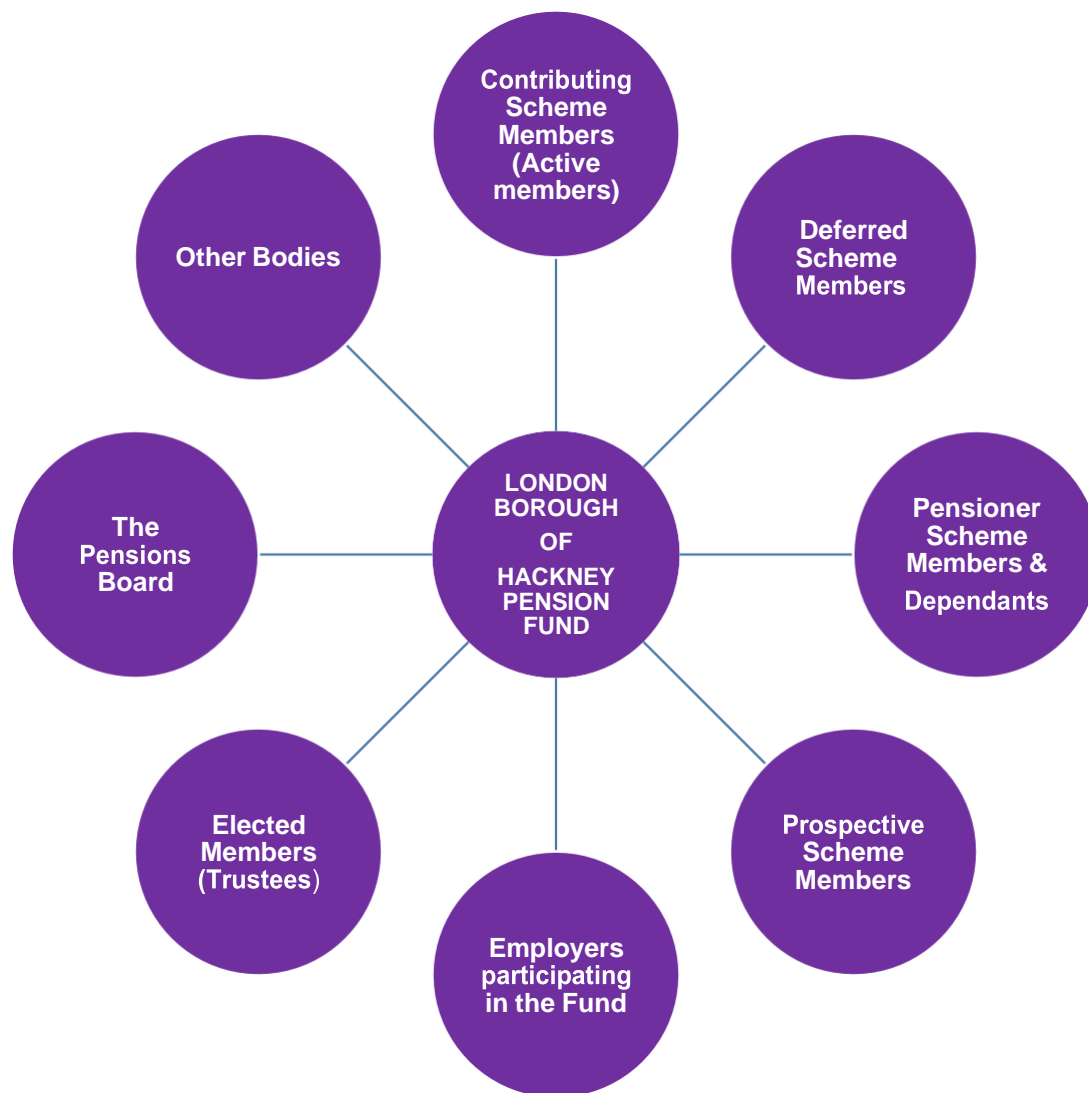 Contributing
Scheme
Members
(Active
members)
Other Bodies
Deferred
Scheme
Members
The
Pensions
Board
LONDON
BOROUGH
OF
HACKNEY
PENSION
FUND
Pensioner
Scheme
Members &
Dependants
Elected
Members
(Trustees)
Prospective
Scheme
Members
Employers
participating
in the Fund